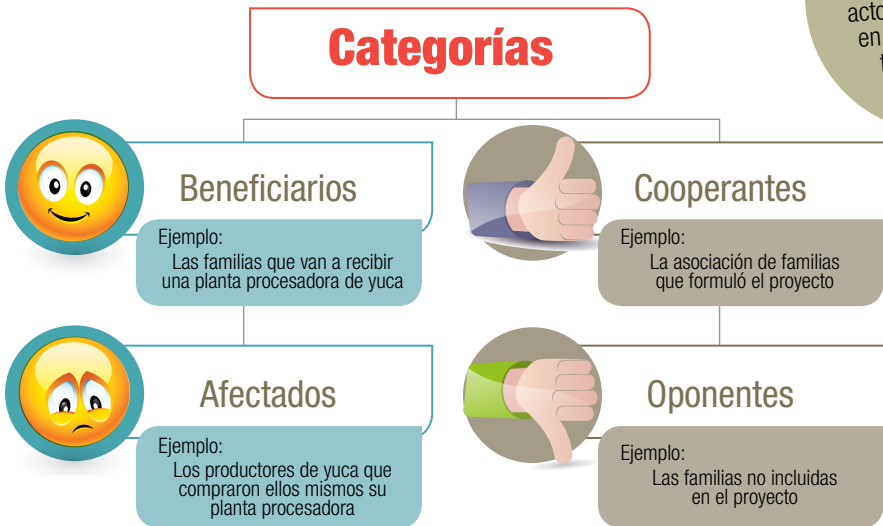 Categorías
en
Beneficiarios
Ejemplo:
Las familias que van a recibir
una planta procesadora de yuca
Cooperantes
Ejemplo:
La asociación de familias
que formuló el proyecto
Afectados
Ejemplo:
Los productores de yuca que
compraron ellos mismos su
planta procesadora
Oponentes
Ejemplo:
Las familias no incluidas
en el proyecto